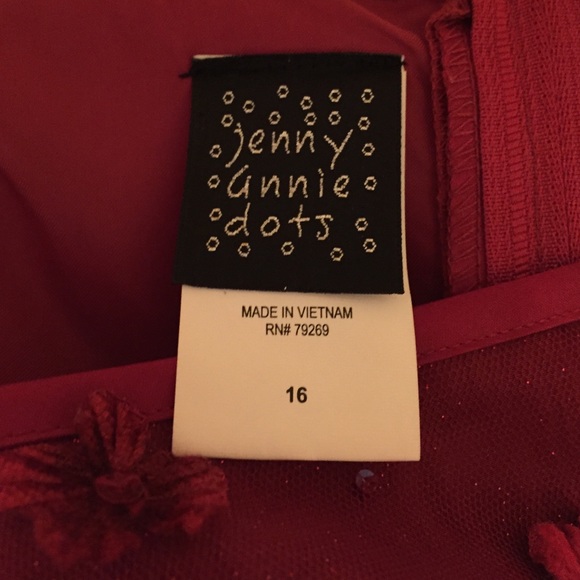 jenny
annie
dots
MADE IN VIETNAM
RN# 79269
16